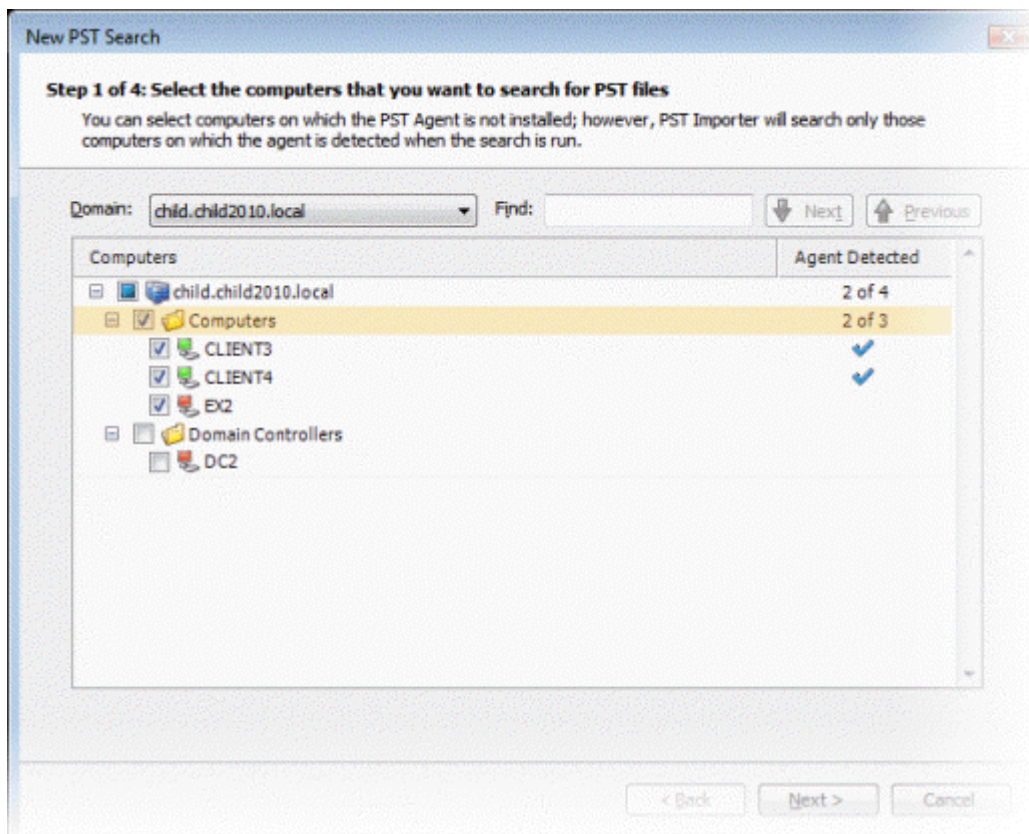 New PST Search
Step 1 of 4: Select the computers that you want to search for PST files
You can select computers on which the PST Agent is not installed; however, PST Importer will search only those
computers on which the agent is detected when the search is run.
Domain: child.child2010.local Find: Next Previous
Computers Agent Detected
child.child2010.local 2 of 4
Computers 2 of 3
CLIENT3
CLIENT4
EX2
Domain Controllers
DC2
< Back Next > Cancel